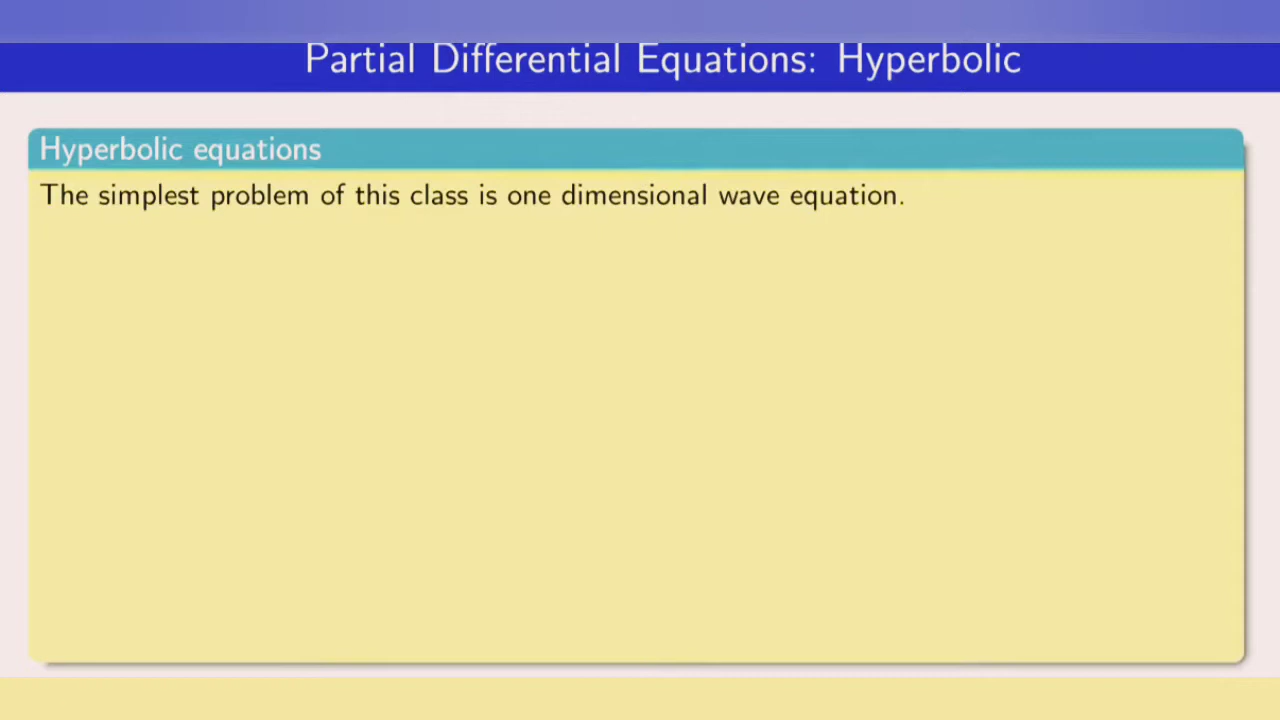 Partial Differential Equations: Hyperbolic
Hyperbolic equations
The simplest problem of this class is one dimensional wave equation.